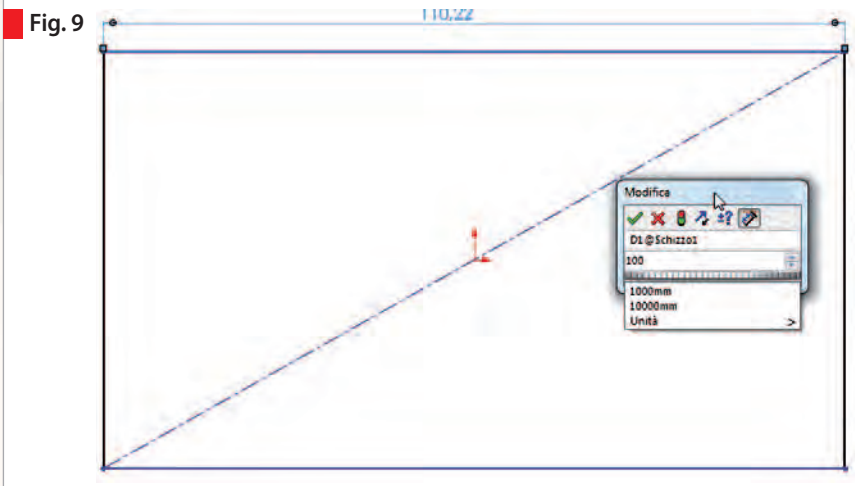 Fig. 9
110,22
Modifica
D1@Schizzo1
100
1000mm
10000mm
Unità >